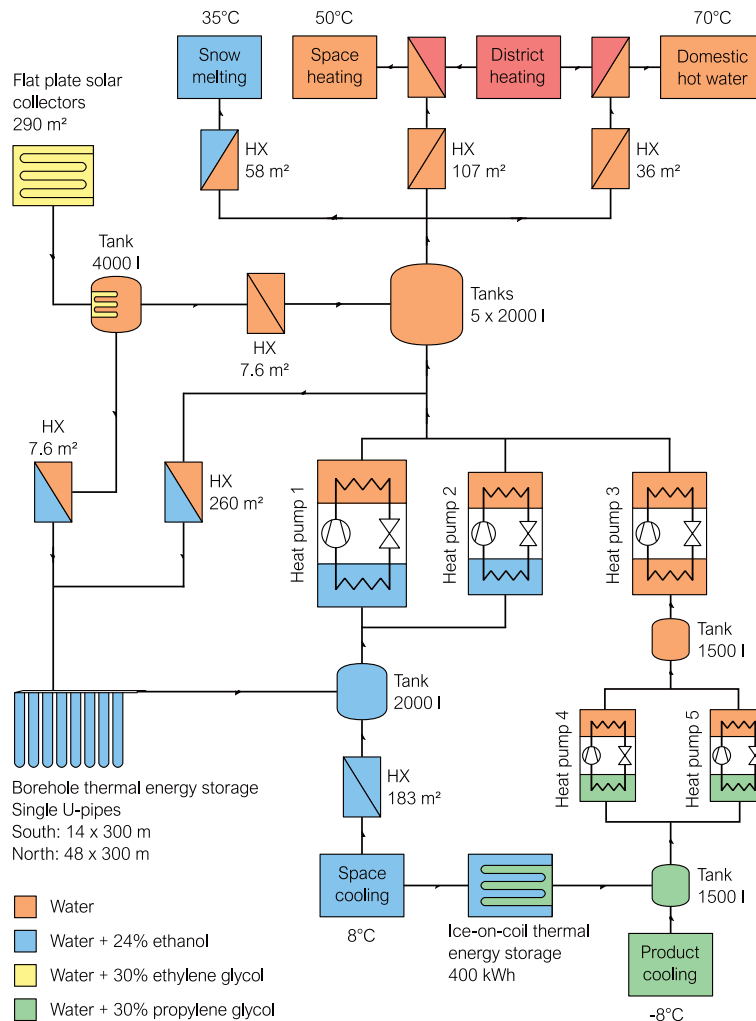 35°C
50°C
70°C
Snow
melting
Space
heating
District
heating
Domestic
hot water
Flat plate solar
collectors
290 m²
HX
58 m²
HX
107 m²
HX
36 m²
Tank
4000 l
Tanks
5 x 2000 l
HX
7.6 m²
HX
7.6 m²
HX
260 m²
Heat pump 1
Heat pump 2
Heat pump 3
Tank
1500 l
Tank
2000 l
Heat pump 4
Heat pump 5
HX
183 m²
Borehole thermal energy storage
Single U-pipes
South: 14 x 300 m
North: 48 x 300 m
Space
cooling
8°C
Ice-on-coil thermal
energy storage
400 kWh
Tank
1500 l
Product
cooling
-8°C
Water
Water + 24% ethanol
Water + 30% ethylene glycol
Water + 30% propylene glycol